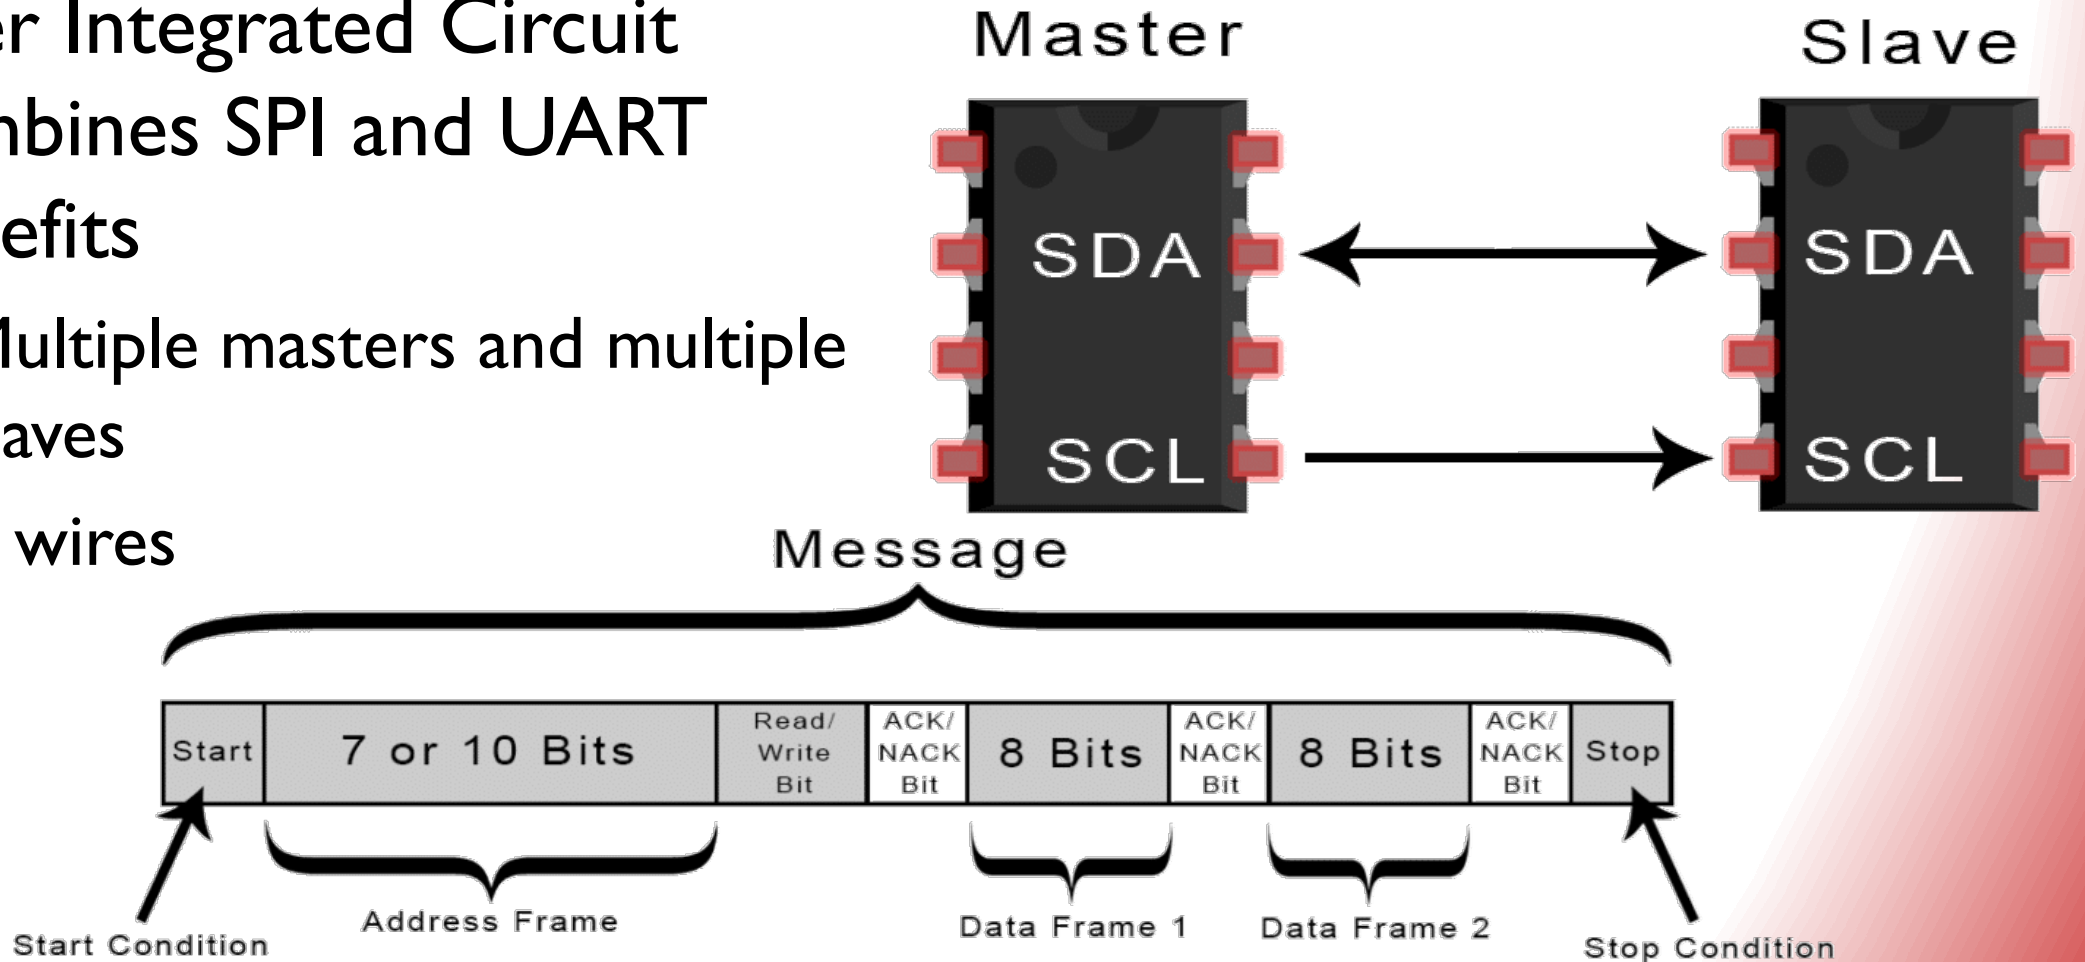 er Integrated Circuit
nbines SPI and UART
efits
Multiple masters and multiple
aves
wires
Master
Slave
SDA
SDA
SCL
SCL
Message
Start
7 or 10 Bits
Read/
Write
Bit
ACK/
NACK
Bit
8 Bits
ACK/
NACK
Bit
8 Bits
ACK/
NACK
Bit
Stop
Start Condition
Address Frame
Data Frame 1
Data Frame 2
Stop Condition